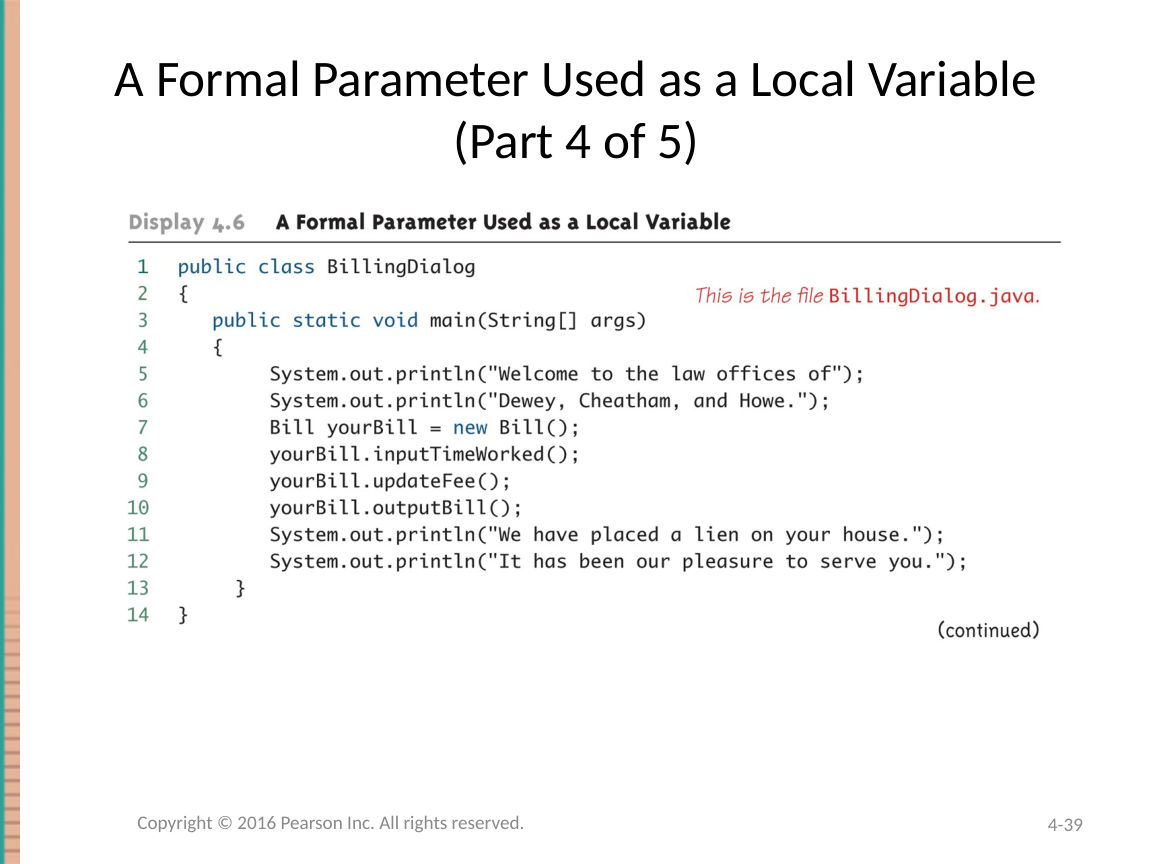 A Formal Parameter Used as a Local Variable
(Part 4 of 5)
Display 4.6 A Formal Parameter Used as a Local Variable
1 public class BillingDialog
2 {
This is the file BillingDialog.java.
3 public static void main(String[] args)
4 {
5 System.out.println("Welcome to the law offices of");
6 System.out.println("Dewey, Cheatham, and Howe.");
7 Bill yourBill = new Bill();
8 yourBill.inputTimeWorked();
9 yourBill.updateFee();
10 yourBill.outputBill();
11 System.out.println("We have placed a lien on your house.");
12 System.out.println("It has been our pleasure to serve you.");
13 }
14 }
(continued)
Copyright © 2016 Pearson Inc. All rights reserved.
4-39